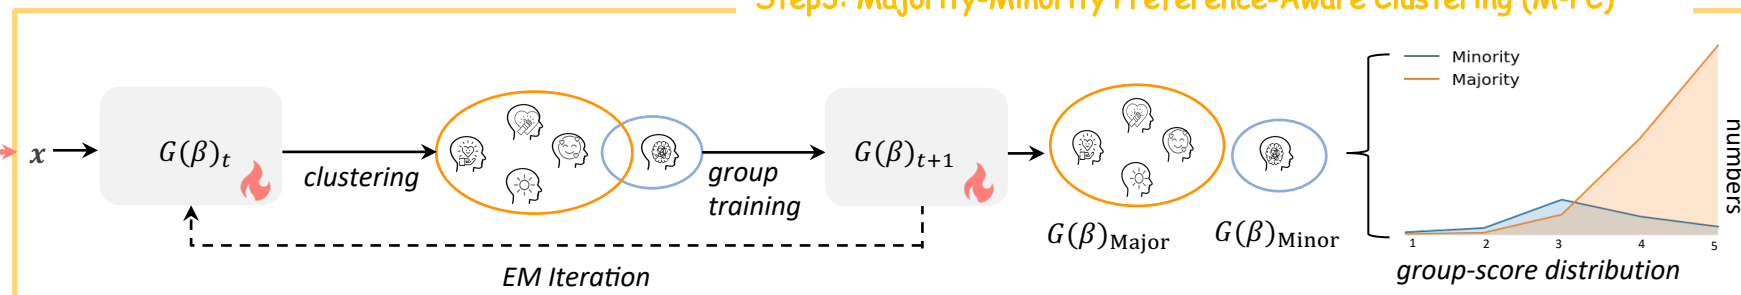 Step3: Majority-Minority Preference-Aware Clustering (M-PC)
x
G(β)t
clustering
group
training
G(β)t+1
EM Iteration
G(β)Major
G(β)Minor
Minority
Majority
numbers
1 2 3 4 5
group-score distribution